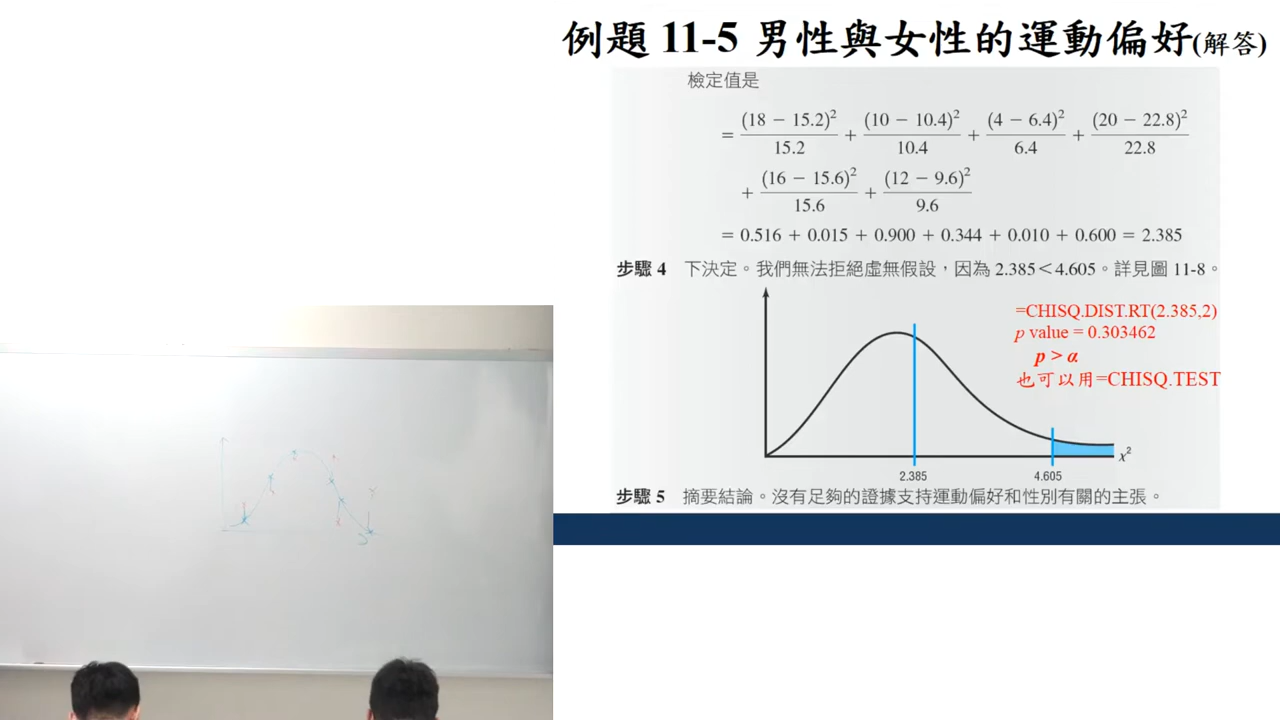 例題 11-5 男性與女性的運動偏好(解答)
檢定值是
= (18 − 15.2)²/15.2 + (10 − 10.4)²/10.4 + (4 − 6.4)²/6.4 + (20 − 22.8)²/22.8
+ (16 − 15.6)²/15.6 + (12 − 9.6)²/9.6
= 0.516 + 0.015 + 0.900 + 0.344 + 0.010 + 0.600 = 2.385
步驟 4 下決定。我們無法拒絕虛無假設，因為 2.385＜4.605。詳見圖 11-8。
=CHISQ.DIST.RT(2.385,2)
p value = 0.303462
p > α
也可以用=CHISQ.TEST
χ²
2.385 4.605
步驟 5 摘要結論。沒有足夠的證據支持運動偏好和性別有關的主張。